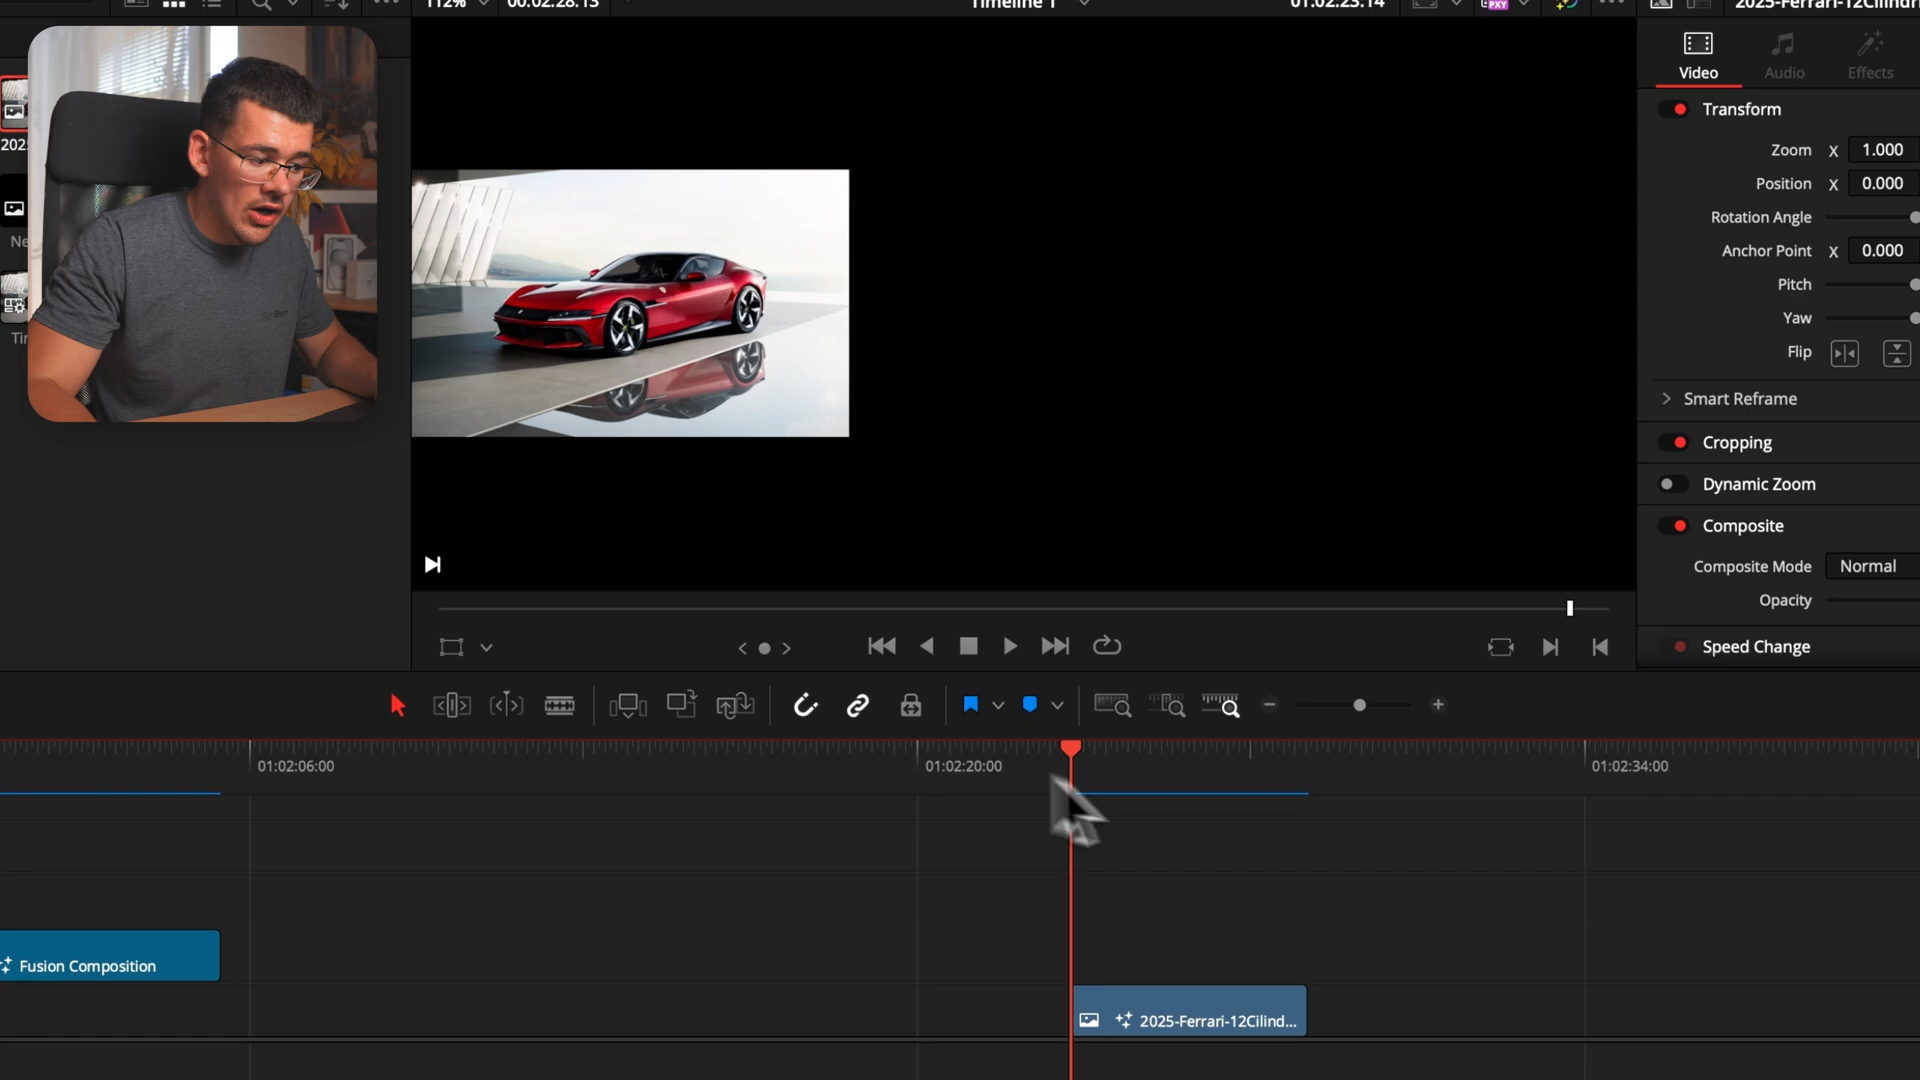 112%
00:02:28:13
Timeline 1
01:02:23:14
PXY
2025-Ferrari-12Cilindri
Video
Audio
Effects
Transform
Zoom X 1.000
Position X 0.000
Rotation Angle
Anchor Point X 0.000
Pitch
Yaw
Flip
Smart Reframe
Cropping
Dynamic Zoom
Composite
Composite Mode Normal
Opacity
Speed Change
202
Ne
Tir
01:02:06:00
01:02:20:00
01:02:34:00
Fusion Composition
2025-Ferrari-12Cilind...